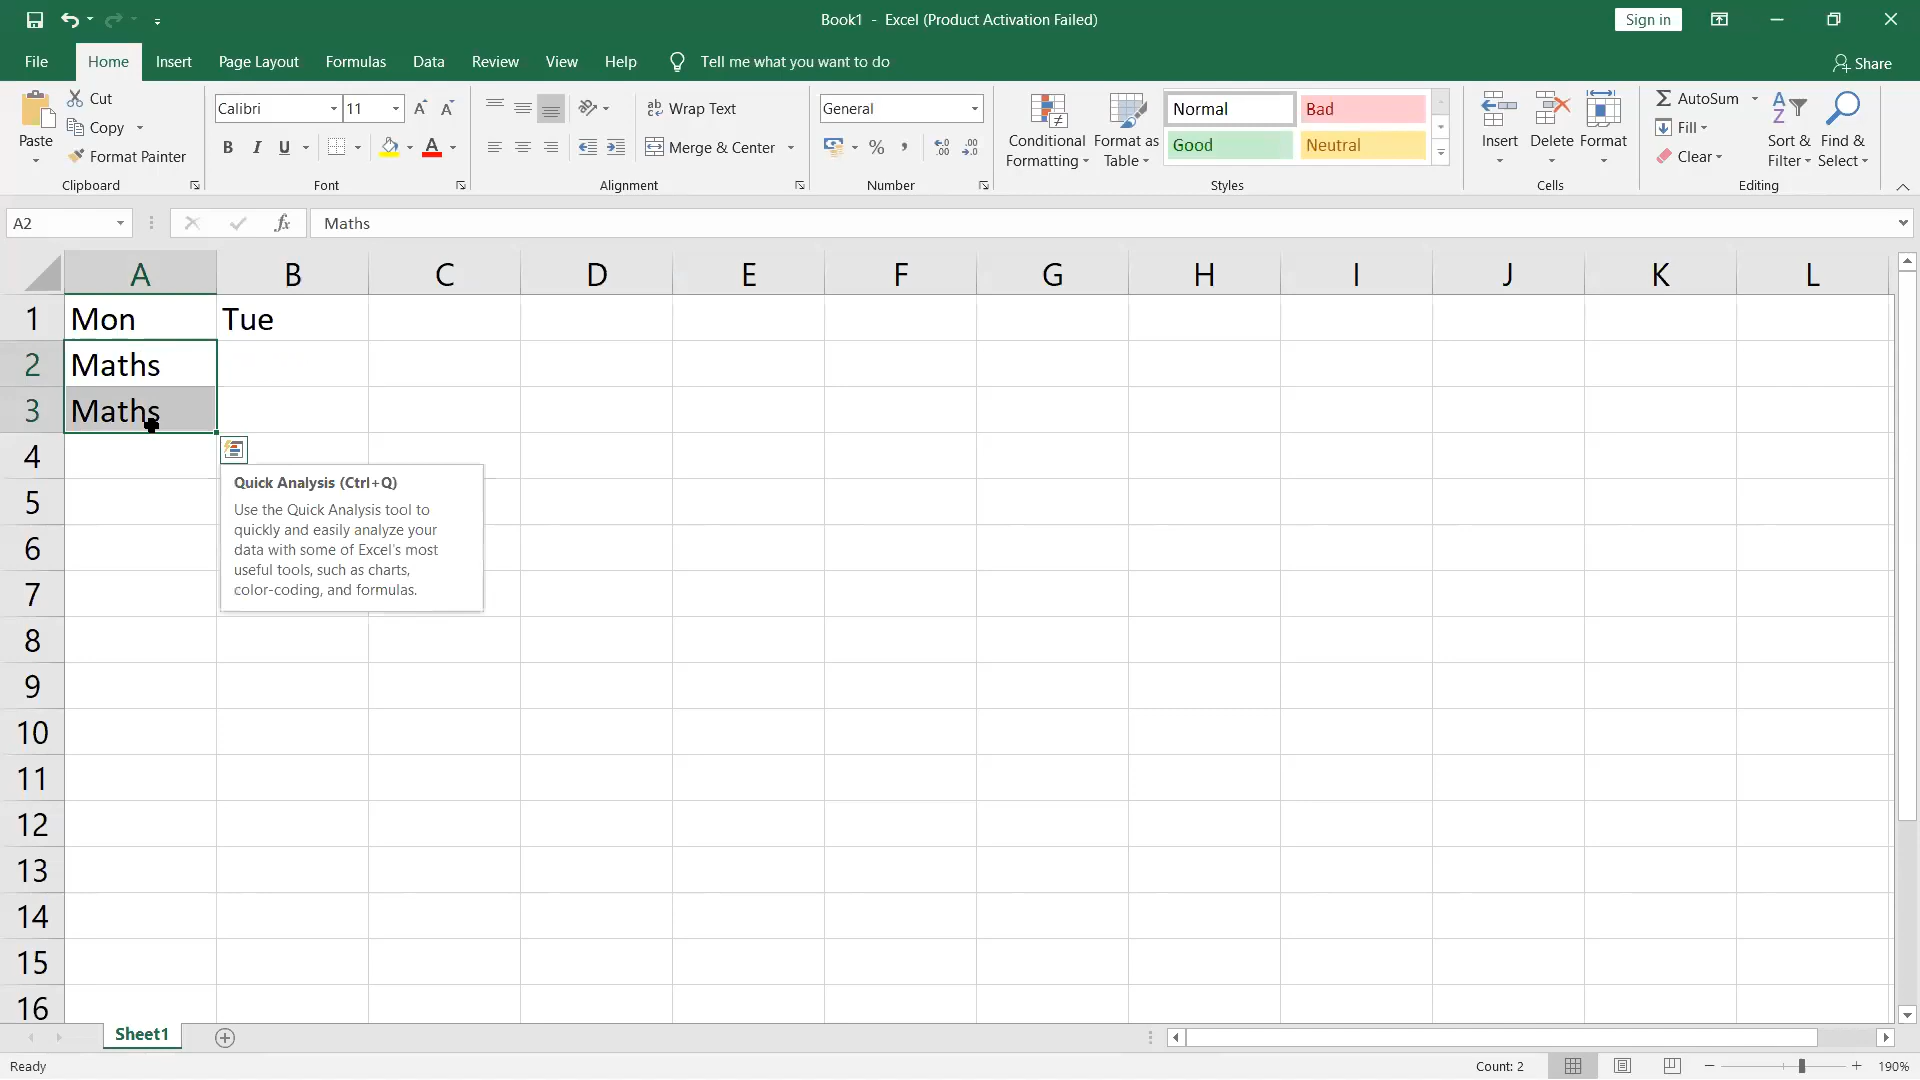 Book1 - Excel (Product Activation Failed)
Sign in
File Home Insert Page Layout Formulas Data Review View Help Tell me what you want to do Share
Paste
Cut
Copy
Format Painter
Clipboard
Calibri 11
B I U
Font
Wrap Text
Merge & Center
Alignment
General
% ,
Number
Conditional Formatting
Format as Table
Normal Bad
Good Neutral
Styles
Insert Delete Format
Cells
AutoSum
Fill
Clear
Sort & Filter
Find & Select
Editing
A2 fx Maths
A B C D E F G H I J K L
1 Mon Tue
2 Maths
3 Maths
4
Quick Analysis (Ctrl+Q)
Use the Quick Analysis tool to
quickly and easily analyze your
data with some of Excel's most
useful tools, such as charts,
color-coding, and formulas.
5
6
7
8
9
10
11
12
13
14
15
16
Sheet1
Ready Count: 2 190%